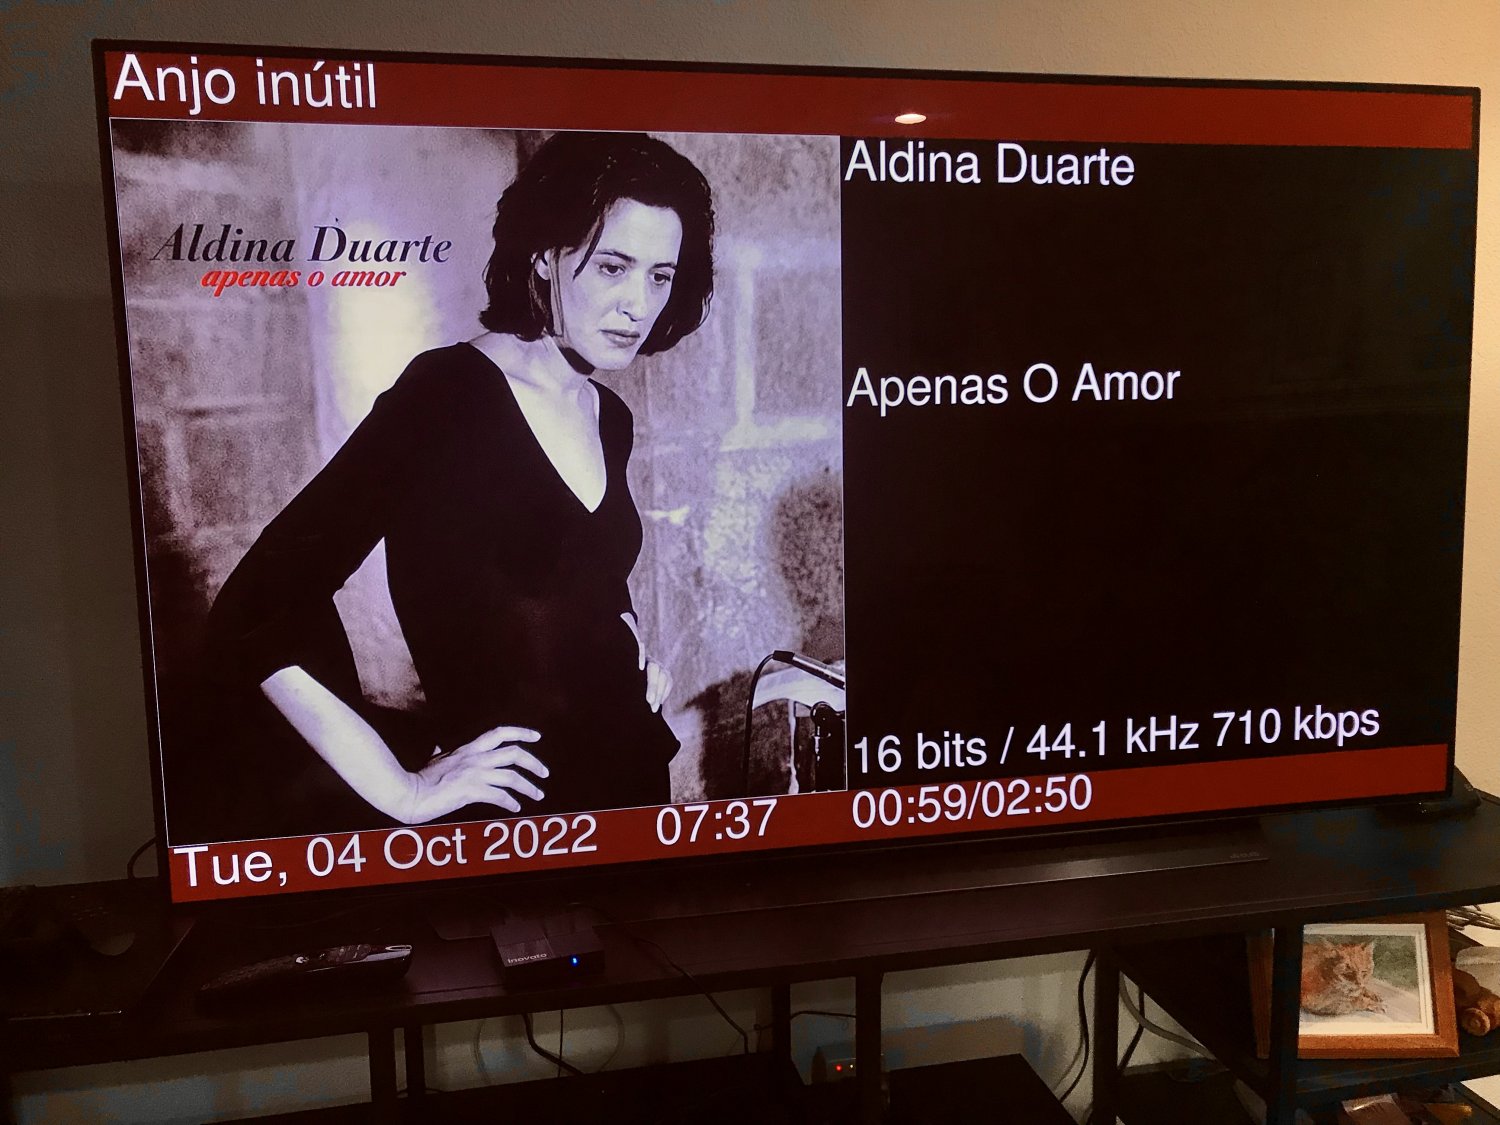 Anjo inútil
Aldina Duarte
apenas o amor
Aldina Duarte
Apenas O Amor
16 bits / 44.1 kHz 710 kbps
Tue, 04 Oct 2022 07:37 00:59/02:50
Inovato